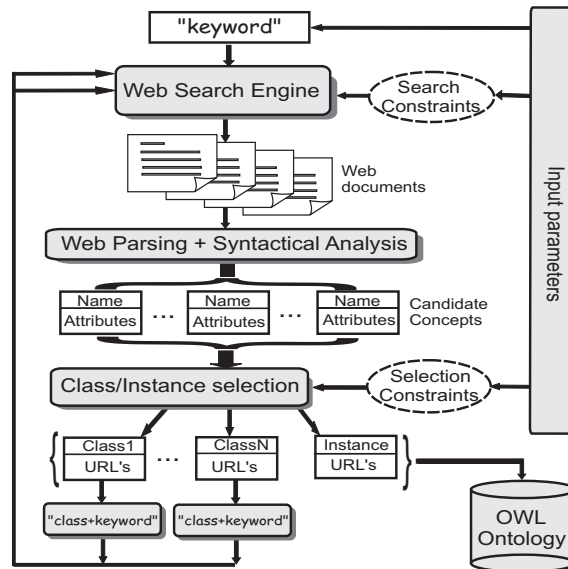 "keyword"
Web Search Engine
Search
Constraints
Web
documents
Input parameters
Web Parsing + Syntactical Analysis
Name
Attributes
...
Name
Attributes
...
Name
Attributes
Candidate
Concepts
Class/Instance selection
Selection
Constraints
Class1
URL's
...
ClassN
URL's
Instance
URL's
"class+keyword"
"class+keyword"
OWL
Ontology